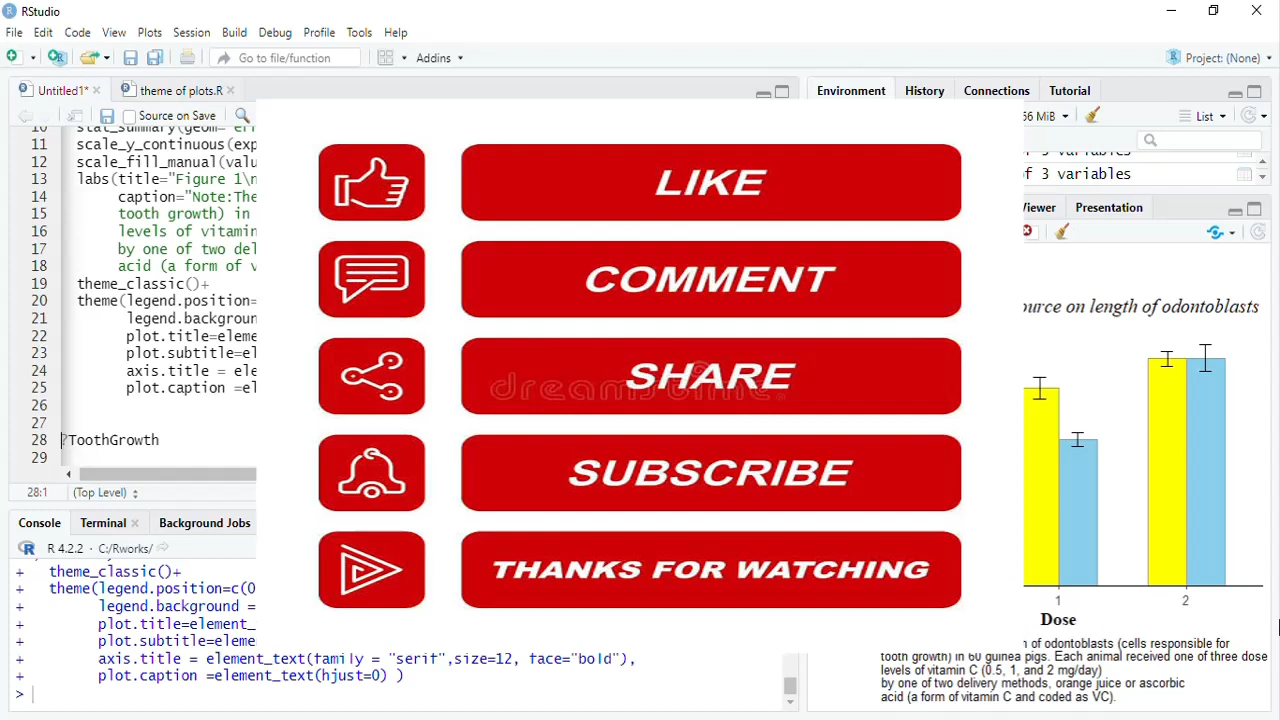 RStudio
File Edit Code View Plots Session Build Debug Profile Tools Help
Go to file/function Addins Project: (None)
Untitled1* theme of plots.R
Source on Save
11 scale_y_continuous(exp
12 scale_fill_manual(valu
13 labs(title="Figure 1\n
14 caption="Note:The
15 tooth growth) in
16 levels of vitamin
17 by one of two del
18 acid (a form of v
19 theme_classic()+
20 theme(legend.position=
21 legend.backgroun
22 plot.title=eleme
23 plot.subtitle=el
24 axis.title = ele
25 plot.caption =el
26
27
28 ?ToothGrowth
29
28:1 (Top Level)
Console Terminal Background Jobs
R 4.2.2 · C:/Rworks/
+ theme_classic()+
+ theme(legend.position=c(0
+ legend.background =
+ plot.title=element_
+ plot.subtitle=eleme
+ axis.title = element_text(family = "serif",size=12, face="bold"),
+ plot.caption =element_text(hjust=0) )
>
LIKE
COMMENT
SHARE
dreamstime
SUBSCRIBE
THANKS FOR WATCHING
Environment History Connections Tutorial
66 MiB List
of 3 variables
of 3 variables
Viewer Presentation
ource on length of odontoblasts
1 2
Dose
h of odontoblasts (cells responsible for
tooth growth) in 60 guinea pigs. Each animal received one of three dose
levels of vitamin C (0.5, 1, and 2 mg/day)
by one of two delivery methods, orange juice or ascorbic
acid (a form of vitamin C and coded as VC).